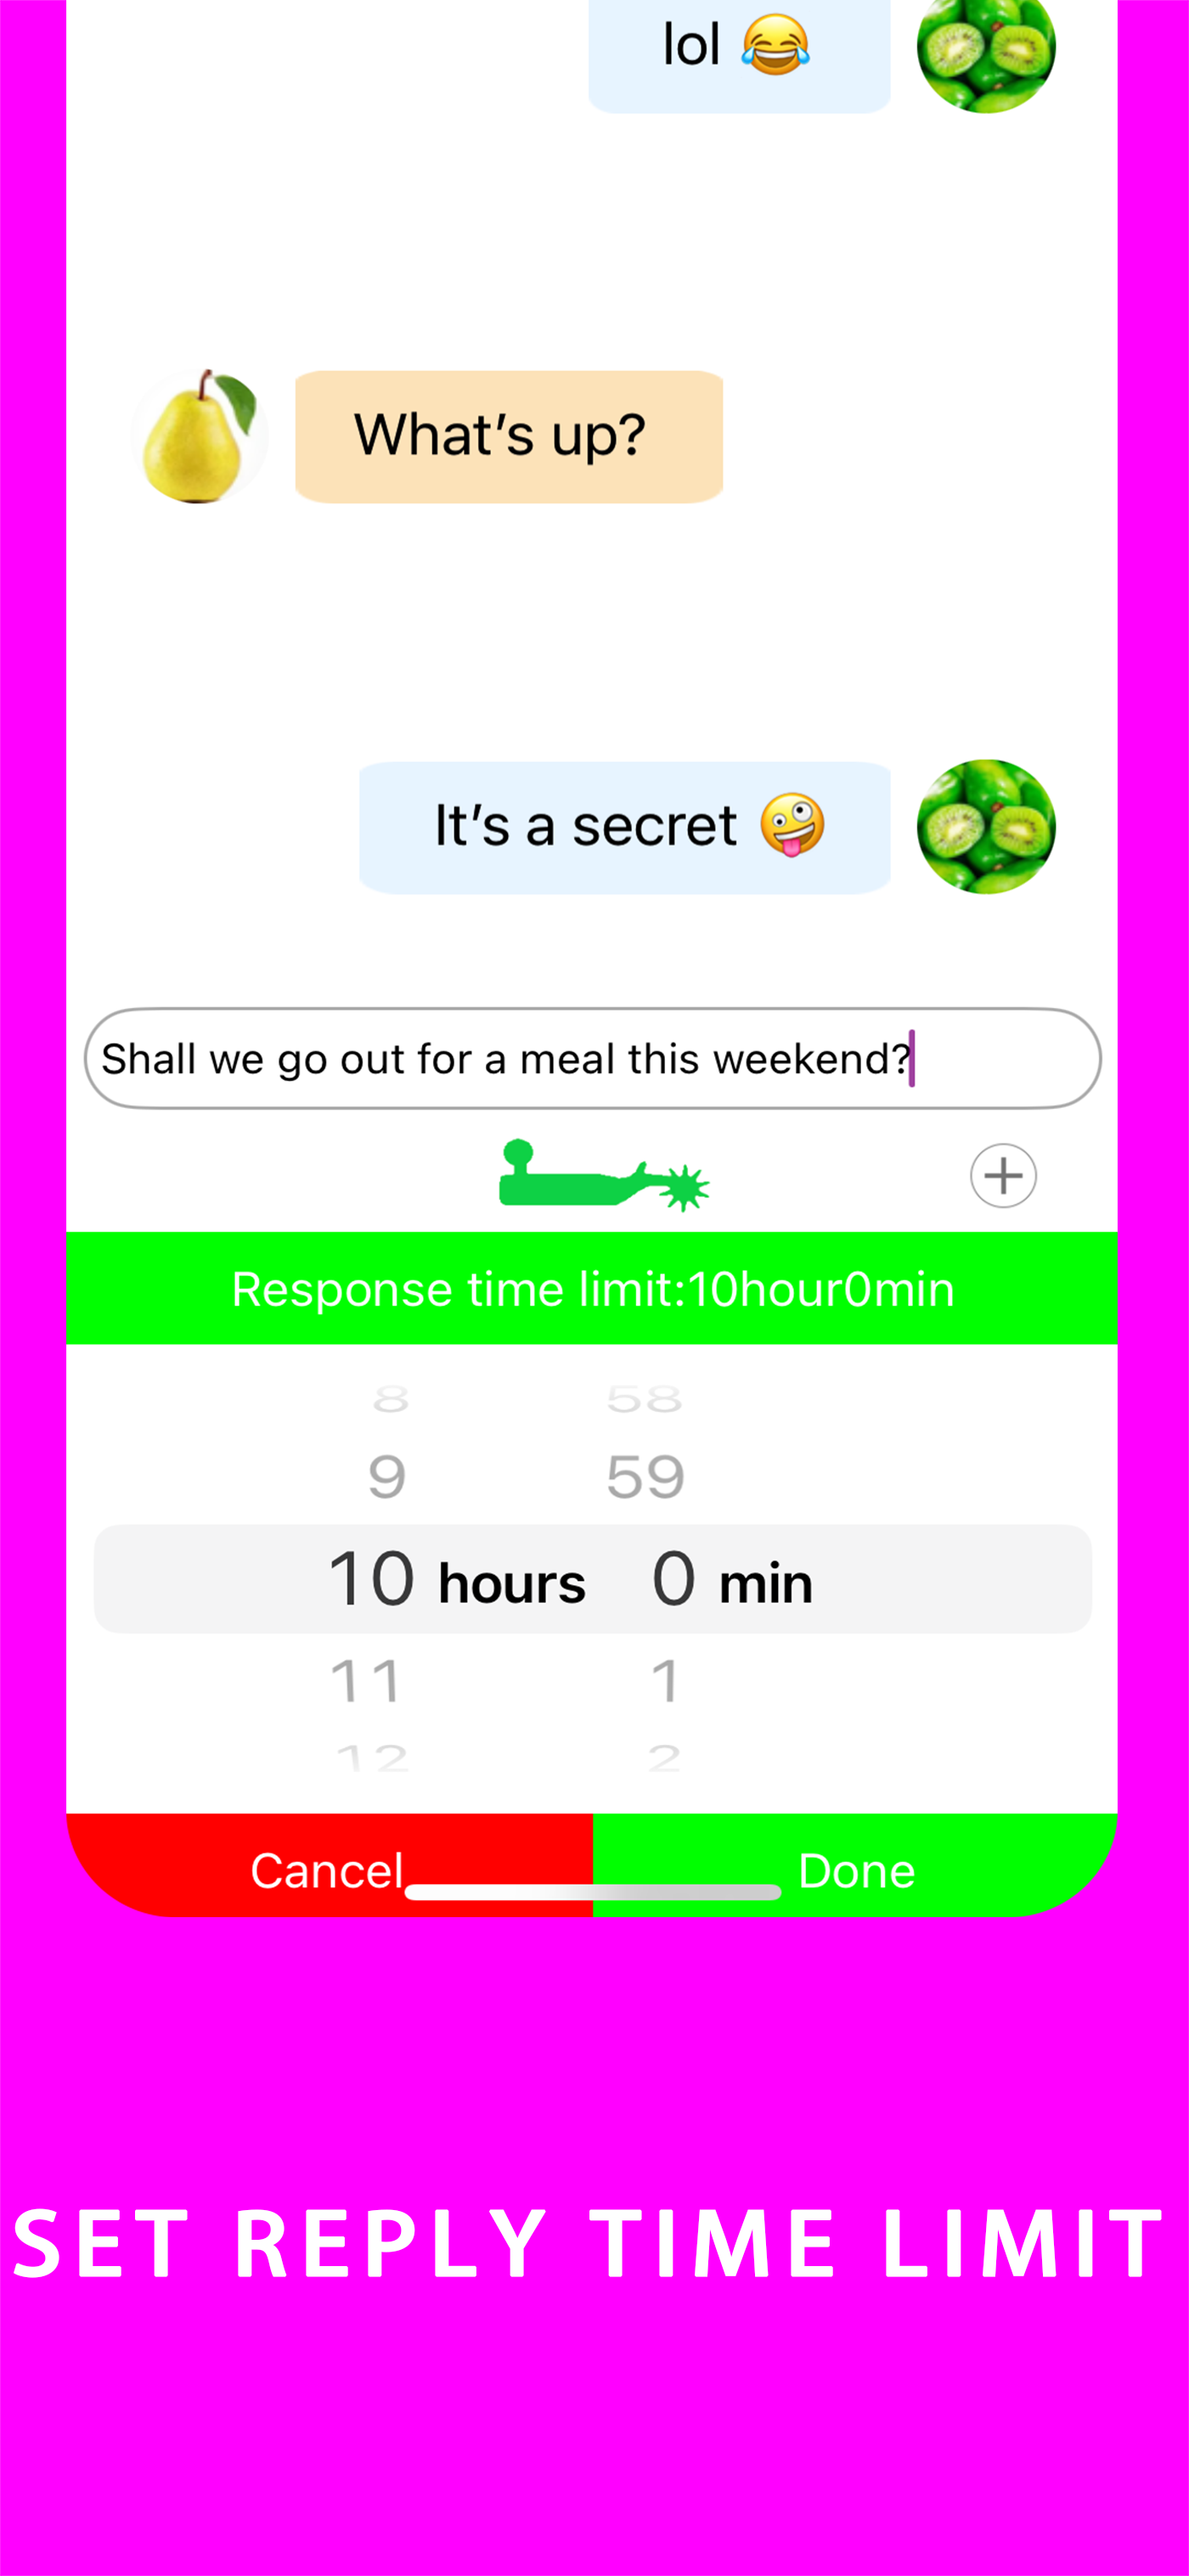 lol 😂
What's up?
It's a secret 🤪
Shall we go out for a meal this weekend?
Response time limit:10hour0min
8 58
9 59
10 hours 0 min
11 1
12 2
Cancel Done
SET REPLY TIME LIMIT